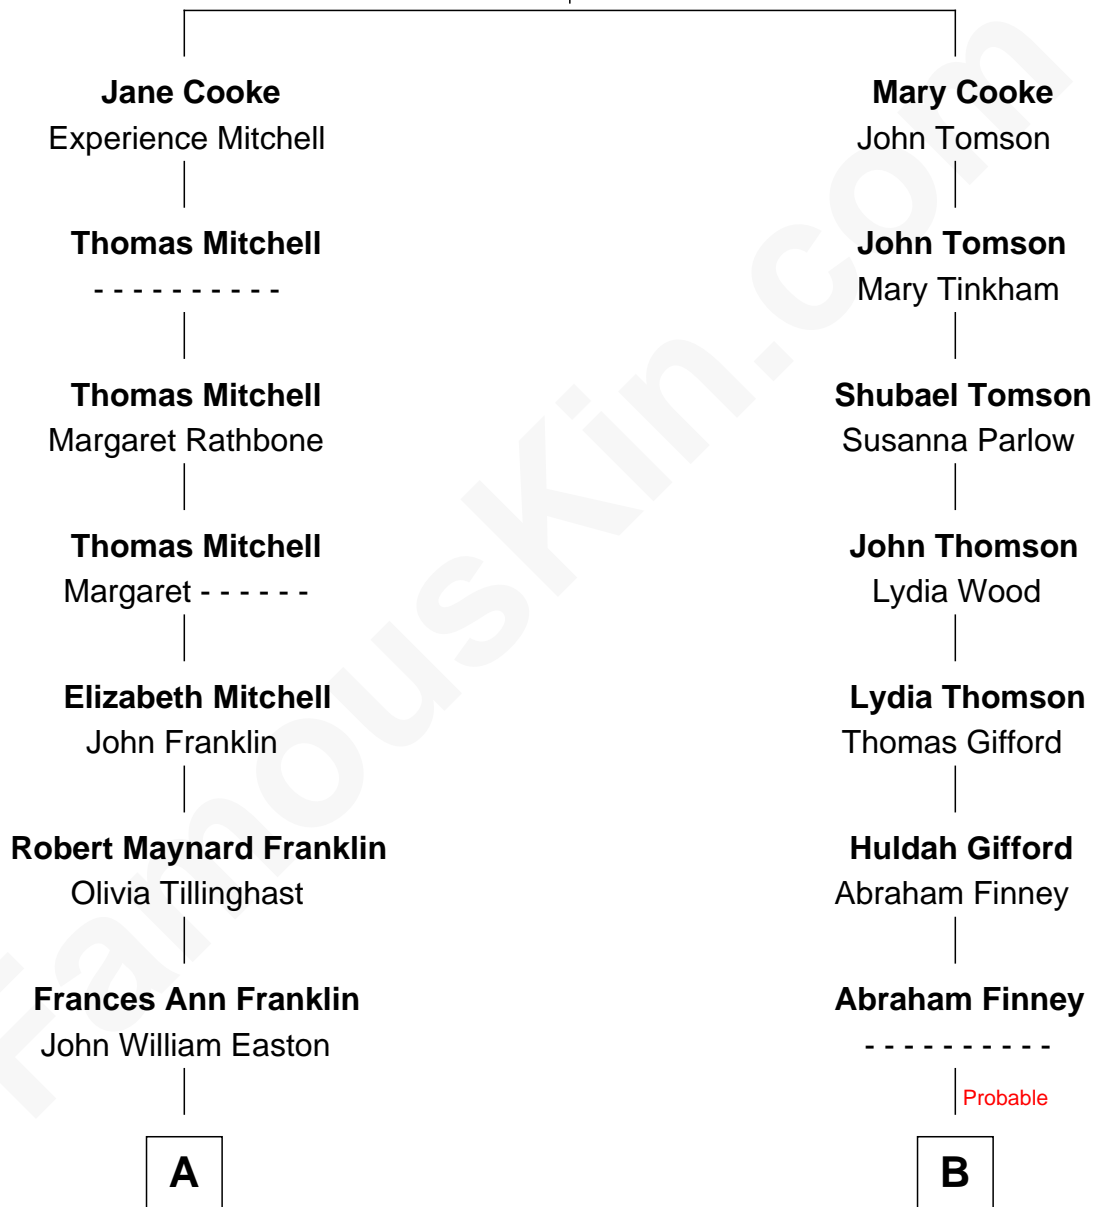 Jane Cooke
Experience Mitchell
Thomas Mitchell
- - - - - - - - - -
Thomas Mitchell
Margaret Rathbone
Thomas Mitchell
Margaret - - - - - -
Elizabeth Mitchell
John Franklin
Robert Maynard Franklin
Olivia Tillinghast
Frances Ann Franklin
John William Easton
A
Mary Cooke
John Tomson
John Tomson
Mary Tinkham
Shubael Tomson
Susanna Parlow
John Thomson
Lydia Wood
Lydia Thomson
Thomas Gifford
Huldah Gifford
Abraham Finney
Abraham Finney
- - - - - - - - - -
Probable
B
FamousKin.com